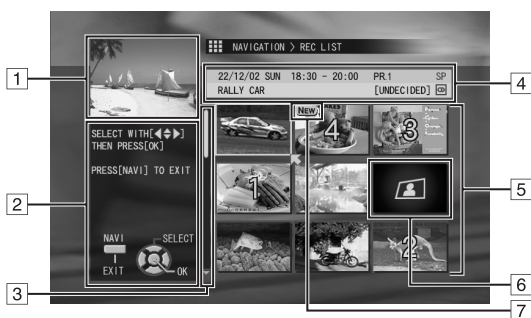 NAVIGATION > REC LIST
22/12/02 SUN 18:30 - 20:00 PR.1 SP
RALLY CAR [UNDECIDED]
SELECT WITH[◀♦▶]
THEN PRESS[OK]
PRESS[NAVI] TO EXIT
NAVI
SELECT
EXIT
OK
NEW
4
3
1
2
1
2
3
4
5
6
7